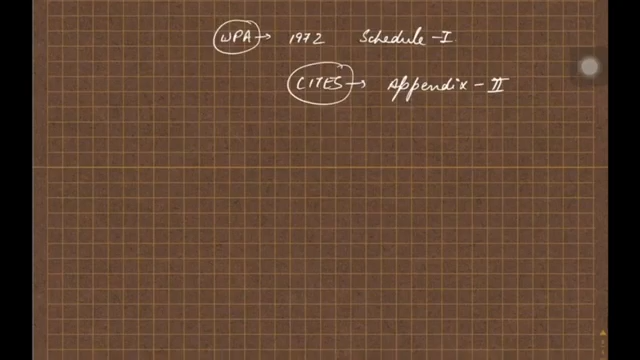 WPA → 1972 Schedule - I
CITES → Appendix - II